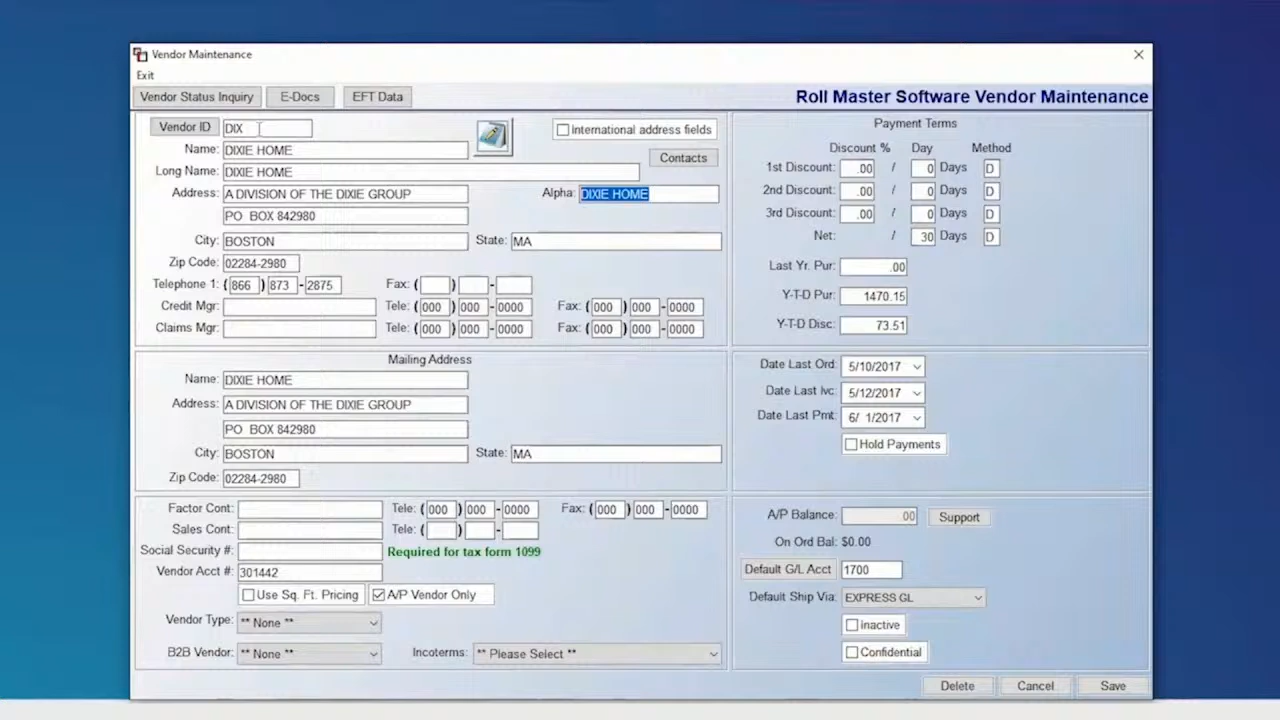 Vendor Maintenance
Exit
Vendor Status Inquiry E-Docs EFT Data Roll Master Software Vendor Maintenance
Vendor ID DIX International address fields
Name: DIXIE HOME Contacts
Long Name: DIXIE HOME
Address: A DIVISION OF THE DIXIE GROUP Alpha: DIXIE HOME
PO BOX 842980
City: BOSTON State: MA
Zip Code: 02284-2980
Telephone 1: (866) 873-2875 Fax: ( ) -
Credit Mgr: Tele: (000) 000-0000 Fax: (000) 000-0000
Claims Mgr: Tele: (000) 000-0000 Fax: (000) 000-0000
Payment Terms
Discount % Day Method
1st Discount: .00 / 0 Days D
2nd Discount: .00 / 0 Days D
3rd Discount: .00 / 0 Days D
Net: / 30 Days D
Last Yr. Pur: .00
Y-T-D Pur: 1470.15
Y-T-D Disc: 73.51
Mailing Address
Name: DIXIE HOME
Address: A DIVISION OF THE DIXIE GROUP
PO BOX 842980
City: BOSTON State: MA
Zip Code: 02284-2980
Date Last Ord: 5/10/2017
Date Last Ivc: 5/12/2017
Date Last Pmt: 6/ 1/2017
Hold Payments
Factor Cont: Tele: (000) 000-0000 Fax: (000) 000-0000
Sales Cont: Tele: ( ) -
Social Security #: Required for tax form 1099
Vendor Acct #: 301442
Use Sq. Ft. Pricing A/P Vendor Only
Vendor Type: ** None **
B2B Vendor: ** None ** Incoterms: ** Please Select **
A/P Balance: .00 Support
On Ord Bal: $0.00
Default G/L Acct 1700
Default Ship Via: EXPRESS GL
Inactive
Confidential
Delete Cancel Save